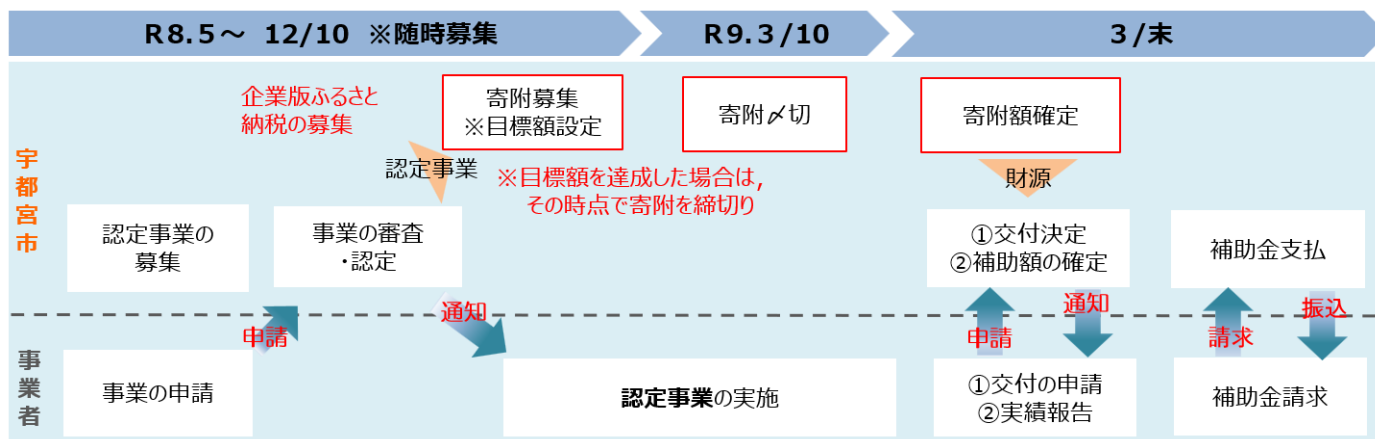 R8.5～ 12/10 ※随時募集
R9.3/10
3/末
宇都宮市
企業版ふるさと
納税の募集
寄附募集
※目標額設定
寄附〆切
寄附額確定
認定事業
※目標額を達成した場合は,
その時点で寄附を締切り
財源
認定事業の
募集
事業の審査
・認定
①交付決定
②補助額の確定
補助金支払
申請
通知
申請
通知
請求
振込
事業者
事業の申請
認定事業の実施
①交付の申請
②実績報告
補助金請求